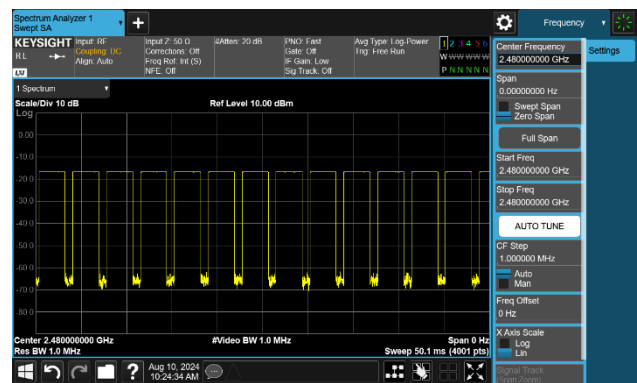 Spectrum Analyzer 1
Swept SA
+
Frequency
KEYSIGHT
RL
LXI
Input: RF
Coupling: DC
Align: Auto
Input Z: 50 Ω
Corrections: Off
Freq Ref: Int (S)
NFE: Off
#Atten: 20 dB
PNO: Fast
Gate: Off
IF Gain: Low
Sig Track: Off
Avg Type: Log-Power
Trig: Free Run
1 2 3 4 5 6
W W W W W W
P N N N N N
1 Spectrum
Scale/Div 10 dB
Ref Level 10.00 dBm
Log
0.00
-10.0
-20.0
-30.0
-40.0
-50.0
-60.0
-70.0
-80.0
Center 2.480000000 GHz
#Video BW 1.0 MHz
Span 0 Hz
Res BW 1.0 MHz
Sweep 50.1 ms (4001 pts)
?
Aug 10, 2024
10:24:34 AM
Center Frequency
2.480000000 GHz
Settings
Span
0.00000000 Hz
Swept Span
Zero Span
Full Span
Start Freq
2.480000000 GHz
Stop Freq
2.480000000 GHz
AUTO TUNE
CF Step
1.000000 MHz
Auto
Man
Freq Offset
0 Hz
X Axis Scale
Log
Lin
Signal Track
(Span Zoom)